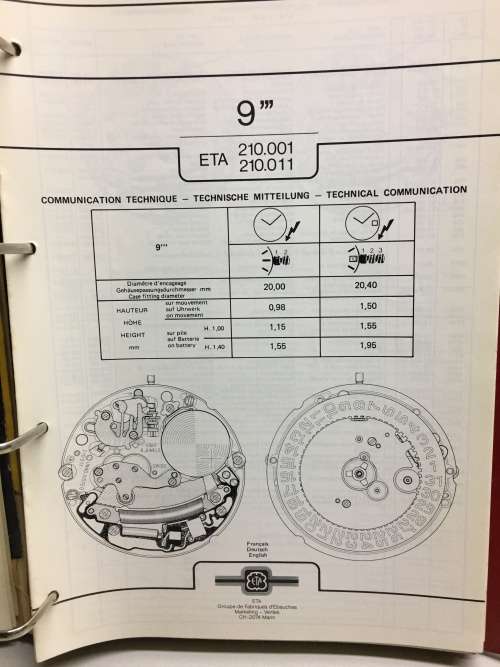 9'''
ETA 210.001
210.011
COMMUNICATION TECHNIQUE – TECHNISCHE MITTEILUNG – TECHNICAL COMMUNICATION
9'''
1 2
1 2 3
Diamètre d'encageage
Gehäusepassungsdurchmesser mm
Case fitting diameter
20,00
20,40
HAUTEUR
HÖHE
HEIGHT
mm
sur mouvement
auf Uhrwerk
on movement
0,98
1,50
sur pile
auf Batterie
on battery
H. 1,00
1,15
1,55
H. 1,40
1,55
1,95
Français
Deutsch
English
ETA
ETA
Groupe de Fabriques d'Ebauches
Marketing – Ventes
CH-2074 Marin